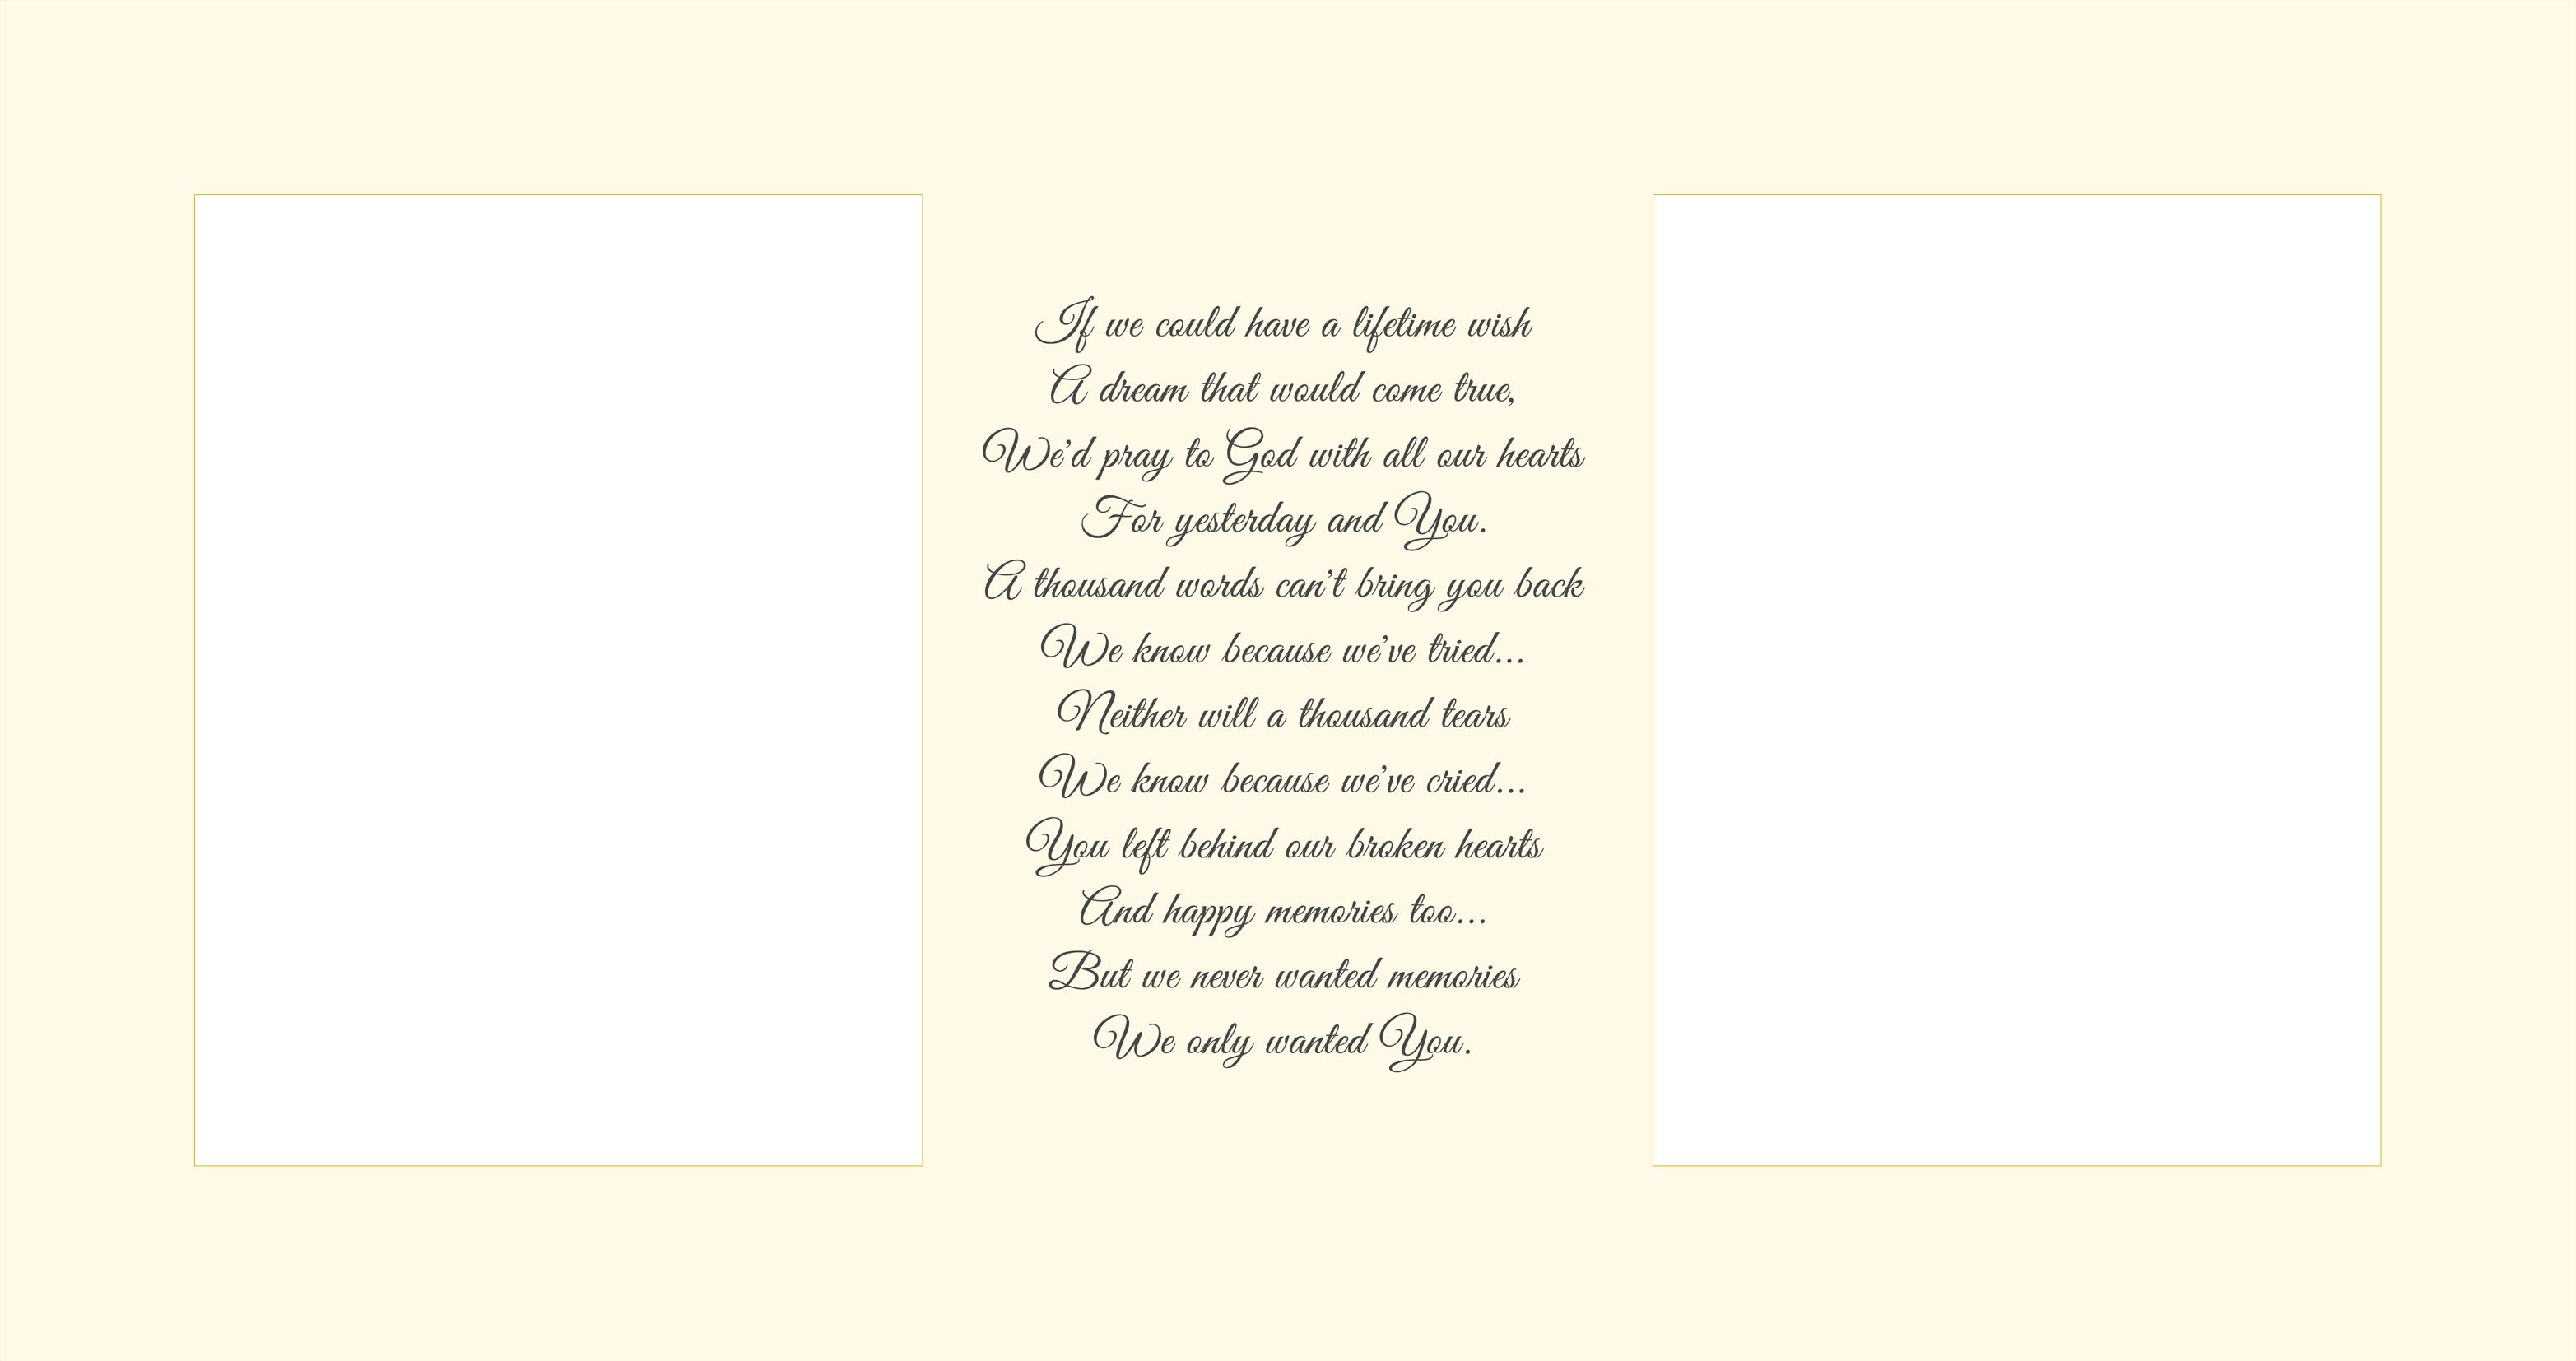 If we could have a lifetime wish
A dream that would come true,
We’d pray to God with all our hearts
For yesterday and You.
A thousand words can’t bring you back
We know because we’ve tried...
Neither will a thousand tears
We know because we’ve cried...
You left behind our broken hearts
And happy memories too...
But we never wanted memories
We only wanted You.